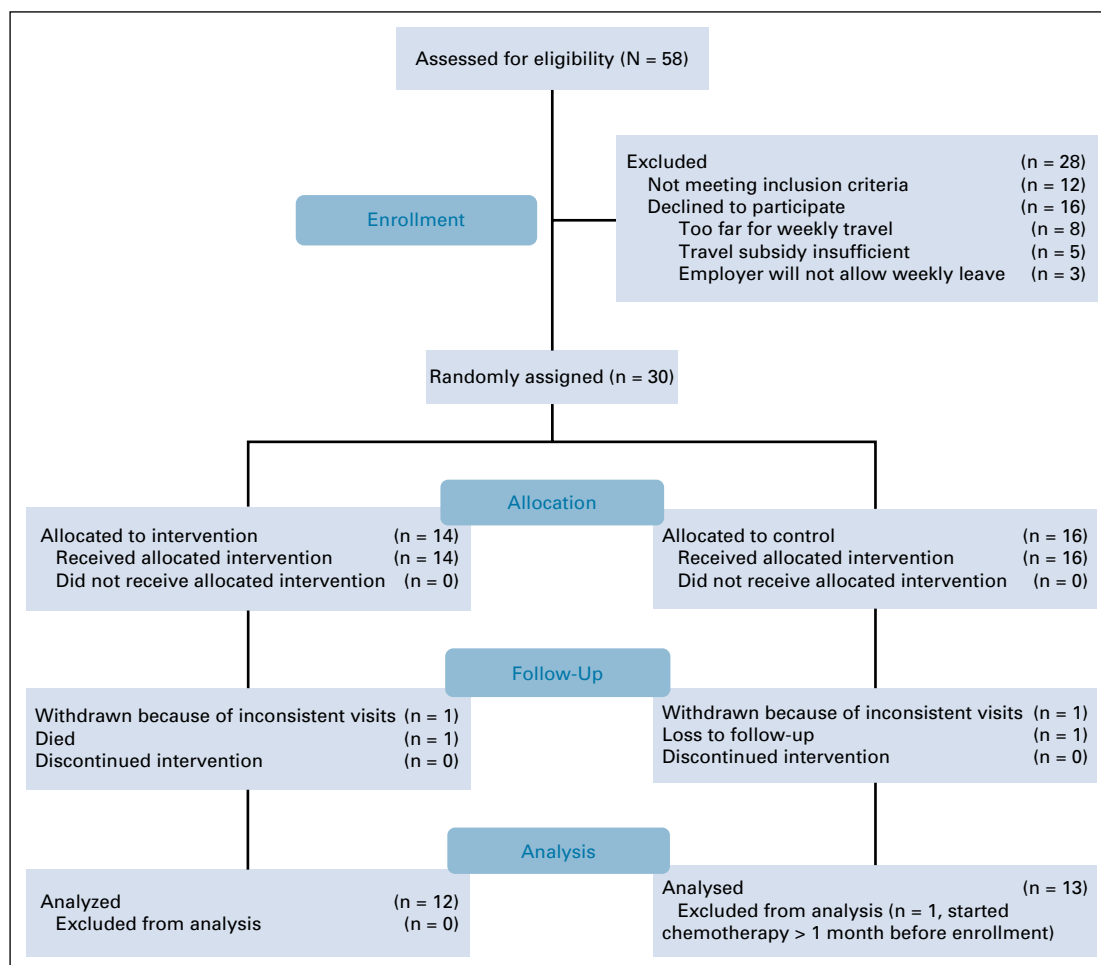 Assessed for eligibility (N = 58)
Excluded (n = 28)
Not meeting inclusion criteria (n = 12)
Declined to participate (n = 16)
Too far for weekly travel (n = 8)
Travel subsidy insufficient (n = 5)
Employer will not allow weekly leave (n = 3)
Enrollment
Randomly assigned (n = 30)
Allocation
Allocated to intervention (n = 14)
Received allocated intervention (n = 14)
Did not receive allocated intervention (n = 0)
Allocated to control (n = 16)
Received allocated intervention (n = 16)
Did not receive allocated intervention (n = 0)
Follow-Up
Withdrawn because of inconsistent visits (n = 1)
Died (n = 1)
Discontinued intervention (n = 0)
Withdrawn because of inconsistent visits (n = 1)
Loss to follow-up (n = 1)
Discontinued intervention (n = 0)
Analysis
Analyzed (n = 12)
Excluded from analysis (n = 0)
Analysed (n = 13)
Excluded from analysis (n = 1, started
chemotherapy > 1 month before enrollment)